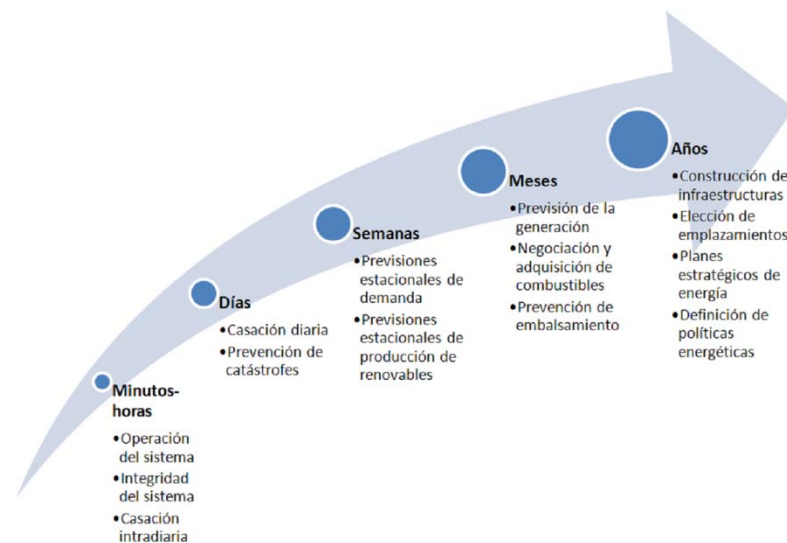 Minutos-
horas
•Operación
del sistema
•Integridad
del sistema
•Casación
intradiaria
Días
•Casación diaria
•Prevención de
catástrofes
Semanas
•Previsiones
estacionales de
demanda
•Previsiones
estacionales de
producción de
renovables
Meses
•Previsión de la
generación
•Negociación y
adquisición de
combustibles
•Prevención de
embalsamiento
Años
•Construcción de
infraestructuras
•Elección de
emplazamientos
•Planes
estratégicos de
energía
•Definición de
políticas
energéticas